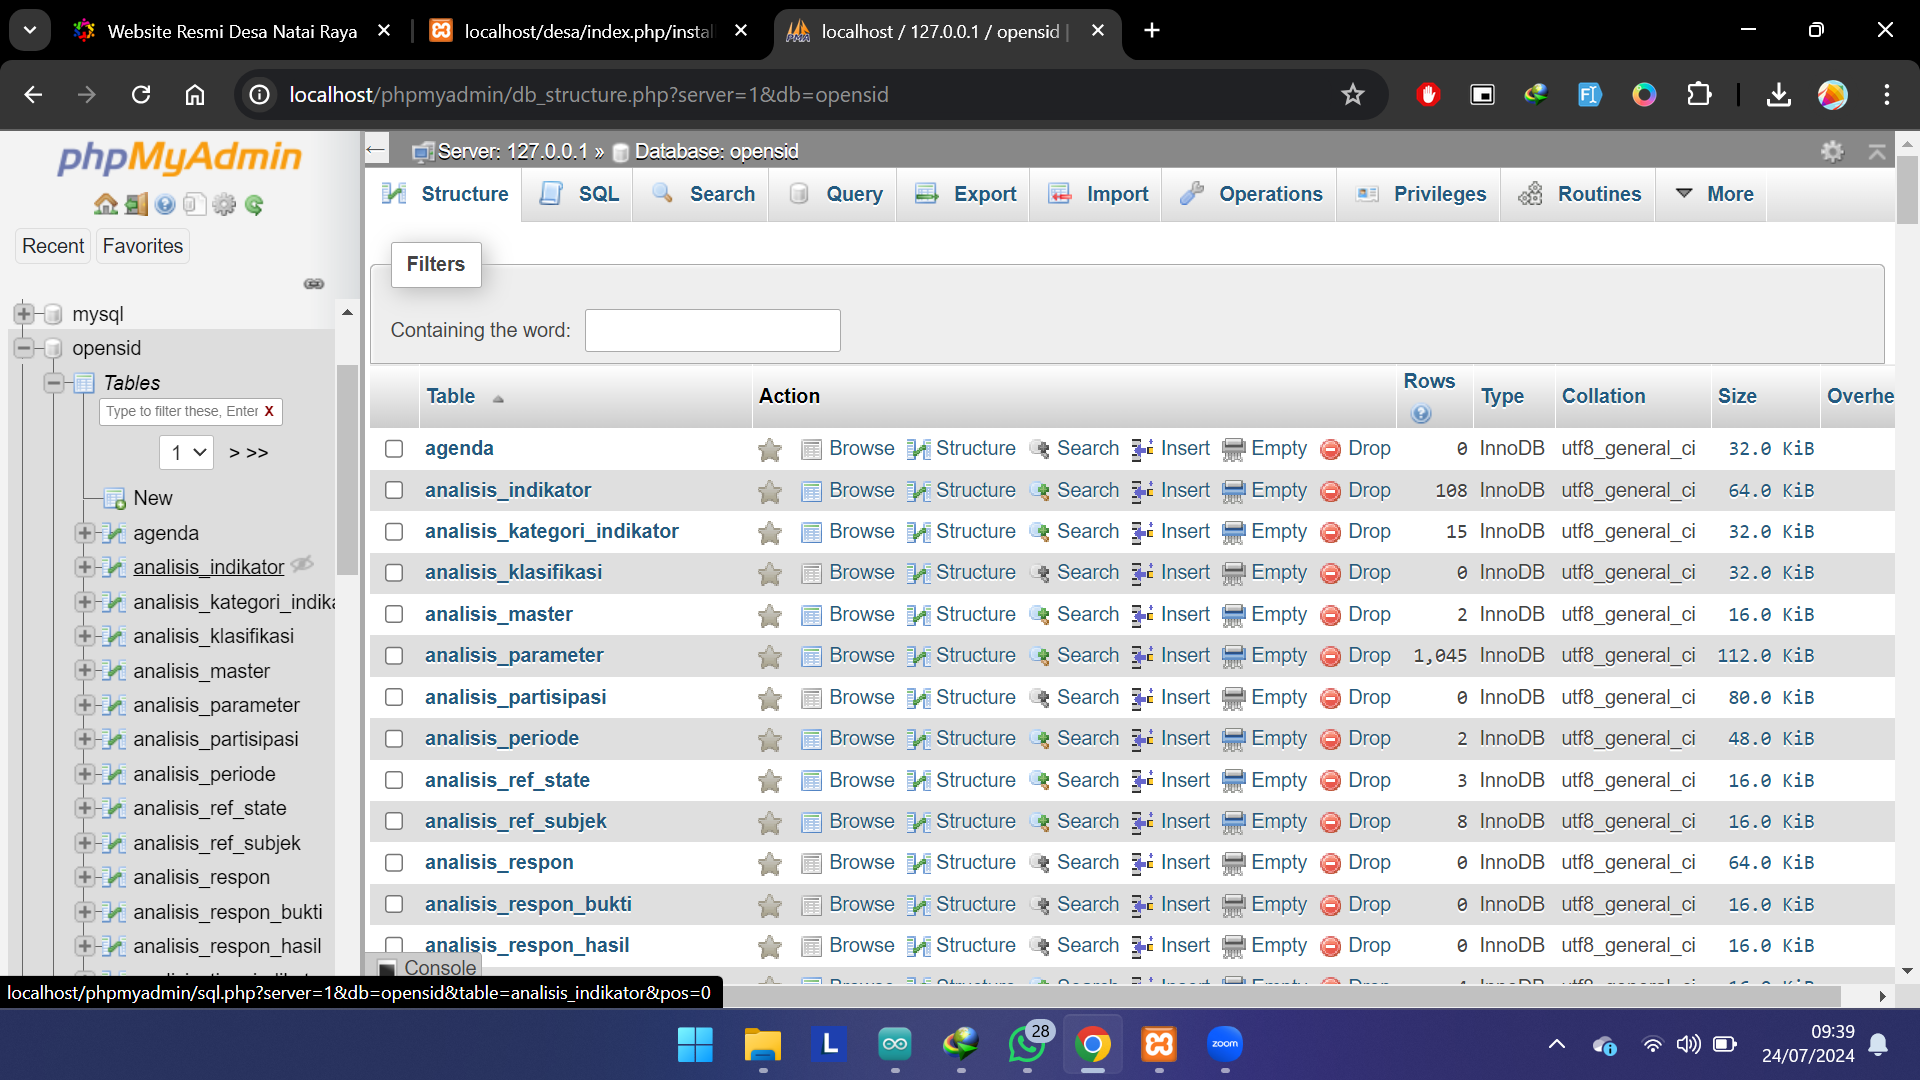 Website Resmi Desa Natai Raya
localhost/desa/index.php/instal
localhost / 127.0.0.1 / opensid |
localhost/phpmyadmin/db_structure.php?server=1&db=opensid
phpMyAdmin
Recent Favorites
mysql
opensid
Tables
Type to filter these, Enter X
1 > >>
New
agenda
analisis_indikator
analisis_kategori_indika
analisis_klasifikasi
analisis_master
analisis_parameter
analisis_partisipasi
analisis_periode
analisis_ref_state
analisis_ref_subjek
analisis_respon
analisis_respon_bukti
analisis_respon_hasil
Server: 127.0.0.1 » Database: opensid
Structure SQL Search Query Export Import Operations Privileges Routines More
Filters
Containing the word:
Table Action Rows Type Collation Size Overhe
agenda Browse Structure Search Insert Empty Drop 0 InnoDB utf8_general_ci 32.0 KiB
analisis_indikator Browse Structure Search Insert Empty Drop 108 InnoDB utf8_general_ci 64.0 KiB
analisis_kategori_indikator Browse Structure Search Insert Empty Drop 15 InnoDB utf8_general_ci 32.0 KiB
analisis_klasifikasi Browse Structure Search Insert Empty Drop 0 InnoDB utf8_general_ci 32.0 KiB
analisis_master Browse Structure Search Insert Empty Drop 2 InnoDB utf8_general_ci 16.0 KiB
analisis_parameter Browse Structure Search Insert Empty Drop 1,045 InnoDB utf8_general_ci 112.0 KiB
analisis_partisipasi Browse Structure Search Insert Empty Drop 0 InnoDB utf8_general_ci 80.0 KiB
analisis_periode Browse Structure Search Insert Empty Drop 2 InnoDB utf8_general_ci 48.0 KiB
analisis_ref_state Browse Structure Search Insert Empty Drop 3 InnoDB utf8_general_ci 16.0 KiB
analisis_ref_subjek Browse Structure Search Insert Empty Drop 8 InnoDB utf8_general_ci 16.0 KiB
analisis_respon Browse Structure Search Insert Empty Drop 0 InnoDB utf8_general_ci 64.0 KiB
analisis_respon_bukti Browse Structure Search Insert Empty Drop 0 InnoDB utf8_general_ci 16.0 KiB
analisis_respon_hasil Browse Structure Search Insert Empty Drop 0 InnoDB utf8_general_ci 16.0 KiB
Console
localhost/phpmyadmin/sql.php?server=1&db=opensid&table=analisis_indikator&pos=0
L
28
zoom
09:39
24/07/2024